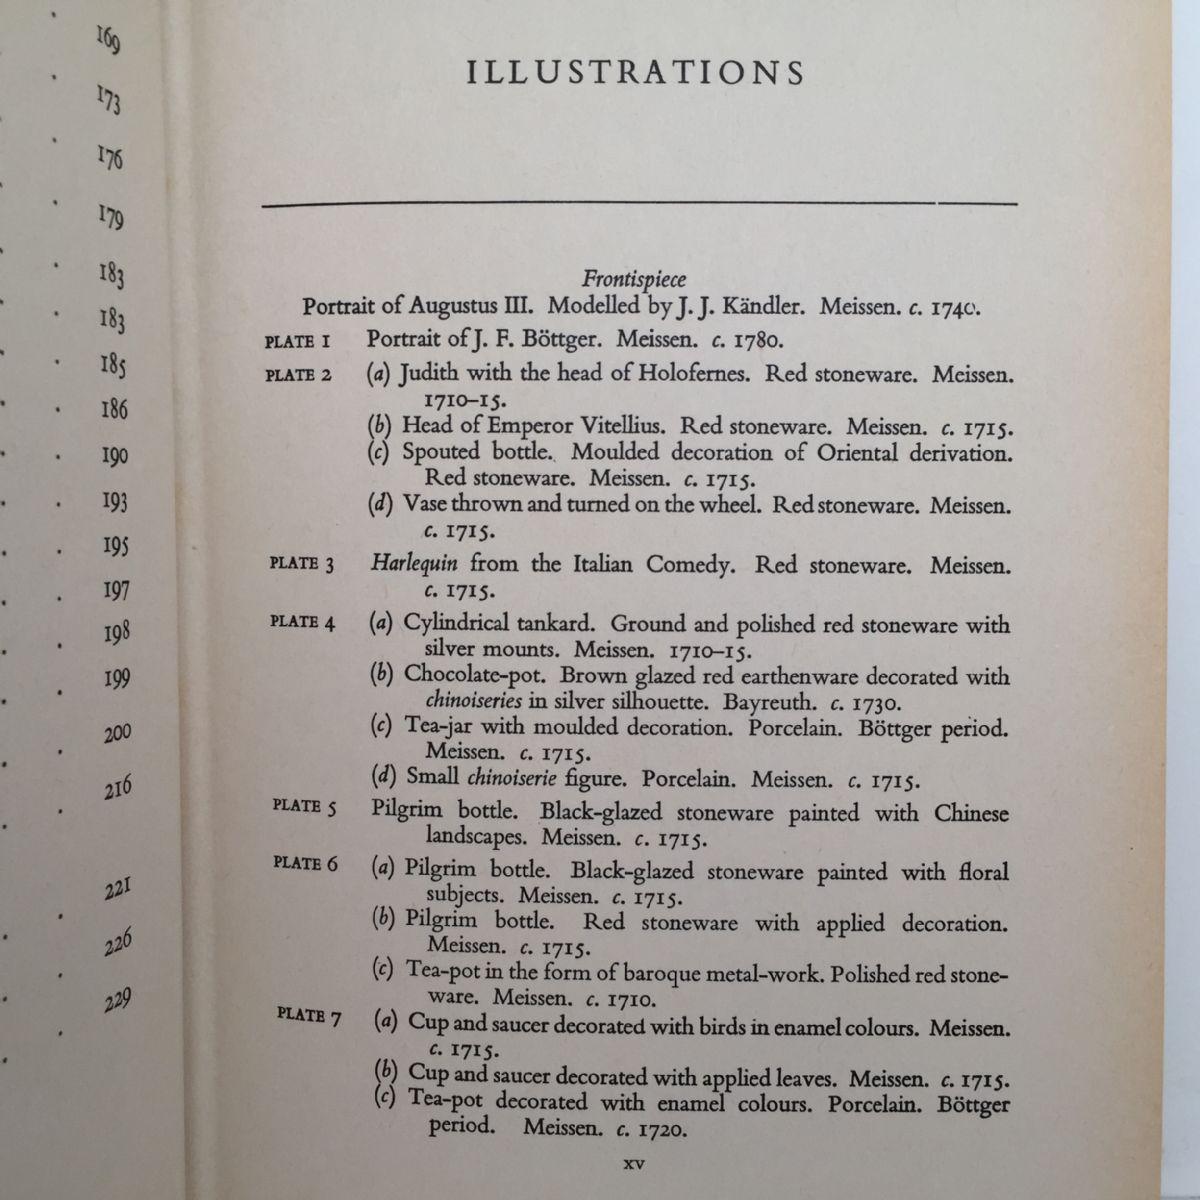 169
173
176
179
183
183
185
186
190
193
195
197
198
199
200
216
221
226
229
ILLUSTRATIONS
Frontispiece
Portrait of Augustus III. Modelled by J. J. Kändler. Meissen. c. 1740.
PLATE 1 Portrait of J. F. Böttger. Meissen. c. 1780.
PLATE 2 (a) Judith with the head of Holofernes. Red stoneware. Meissen.
1710–15.
(b) Head of Emperor Vitellius. Red stoneware. Meissen. c. 1715.
(c) Spouted bottle. Moulded decoration of Oriental derivation.
Red stoneware. Meissen. c. 1715.
(d) Vase thrown and turned on the wheel. Red stoneware. Meissen.
c. 1715.
PLATE 3 Harlequin from the Italian Comedy. Red stoneware. Meissen.
c. 1715.
PLATE 4 (a) Cylindrical tankard. Ground and polished red stoneware with
silver mounts. Meissen. 1710–15.
(b) Chocolate-pot. Brown glazed red earthenware decorated with
chinoiseries in silver silhouette. Bayreuth. c. 1730.
(c) Tea-jar with moulded decoration. Porcelain. Böttger period.
Meissen. c. 1715.
(d) Small chinoiserie figure. Porcelain. Meissen. c. 1715.
PLATE 5 Pilgrim bottle. Black-glazed stoneware painted with Chinese
landscapes. Meissen. c. 1715.
PLATE 6 (a) Pilgrim bottle. Black-glazed stoneware painted with floral
subjects. Meissen. c. 1715.
(b) Pilgrim bottle. Red stoneware with applied decoration.
Meissen. c. 1715.
(c) Tea-pot in the form of baroque metal-work. Polished red stone-
ware. Meissen. c. 1710.
PLATE 7 (a) Cup and saucer decorated with birds in enamel colours. Meissen.
c. 1715.
(b) Cup and saucer decorated with applied leaves. Meissen. c. 1715.
(c) Tea-pot decorated with enamel colours. Porcelain. Böttger
period. Meissen. c. 1720.
xv